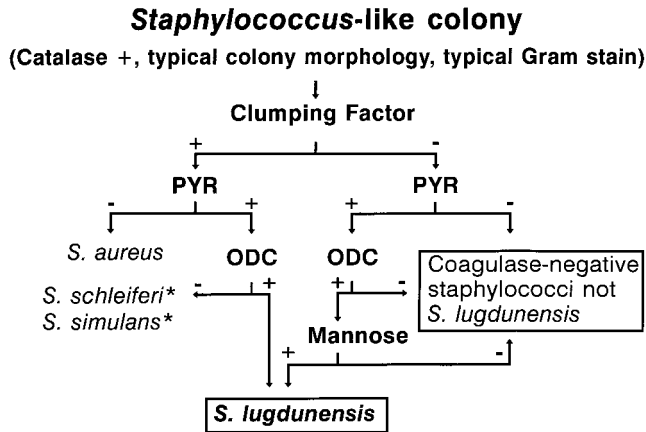 Staphylococcus-like colony
(Catalase +, typical colony morphology, typical Gram stain)
Clumping Factor
+ -
PYR PYR
- + + -
S. aureus ODC ODC
Coagulase-negative
staphylococci not
S. lugdunensis
- + + -
S. schleiferi*
S. simulans*
Mannose
+ -
S. lugdunensis